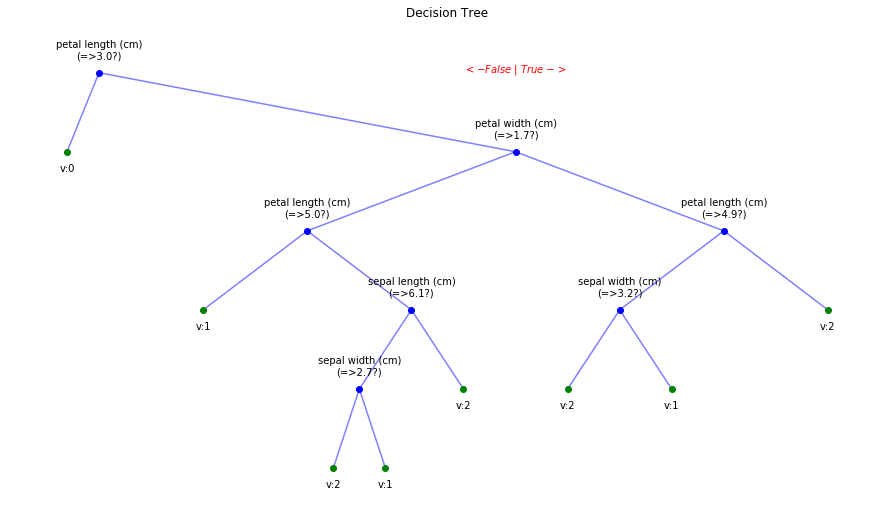 Decision Tree
petal length (cm)
(=>3.0?)
<-False | True->
petal width (cm)
(=>1.7?)
v:0
petal length (cm)
(=>5.0?)
petal length (cm)
(=>4.9?)
sepal length (cm)
(=>6.1?)
sepal width (cm)
(=>3.2?)
v:1
v:2
sepal width (cm)
(=>2.7?)
v:2
v:2
v:1
v:2
v:1